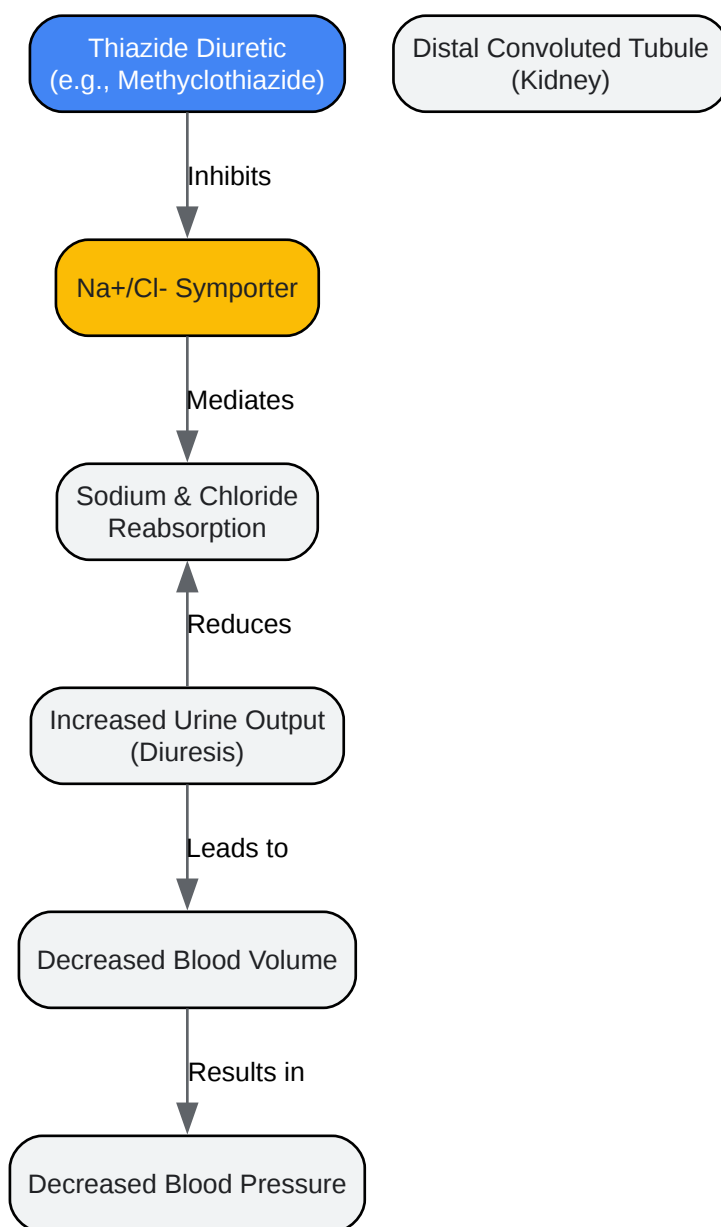 Thiazide Diuretic
(e.g., Methyclothiazide)
Distal Convoluted Tubule
(Kidney)
Inhibits
Na+/Cl- Symporter
Mediates
Sodium & Chloride
Reabsorption
Reduces
Increased Urine Output
(Diuresis)
Leads to
Decreased Blood Volume
Results in
Decreased Blood Pressure